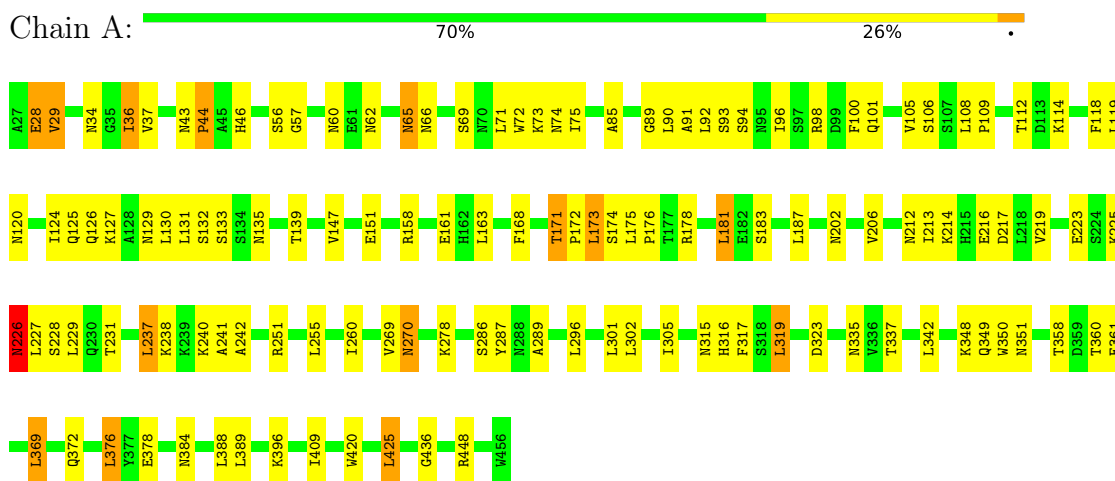 Chain A:
70% 26% •
A27 E28 V29 N34 G35 I36 V37 N43 P44 A45 H46 S56 G57 N60 E61 N62 N65 N66 S69 N70 L71 W72 K73 N74 I75 A85 G89 L90 A91 L92 S93 S94 N95 I96 S97 R98 D99 F100 Q101 V105 S106 S107 L108 P109 T112 D113 K114 F118 L119
N120 I124 Q125 Q126 K127 A128 N129 L130 L131 S132 S133 S134 N135 T139 V147 E151 R158 E161 H162 L163 F168 T171 P172 L173 S174 L175 P176 T177 R178 L181 E182 S183 L187 N202 V206 N212 I213 K214 H215 E216 D217 L218 V219 E223 S224
N226 L227 S228 L229 Q230 T231 L237 K238 K239 K240 A241 A242 R251 L255 I260 V269 N270 K278 S286 Y287 N288 A289 L296 L301 L302 I305 N315 H316 F317 S318 L319 D323 N335 V336 T337 L342 K348 Q349 W350 N351 T358 D359 T360
L369 Q372 L376 Y377 E378 N384 L388 L389 K396 I409 W420 L425 G436 R448 W456